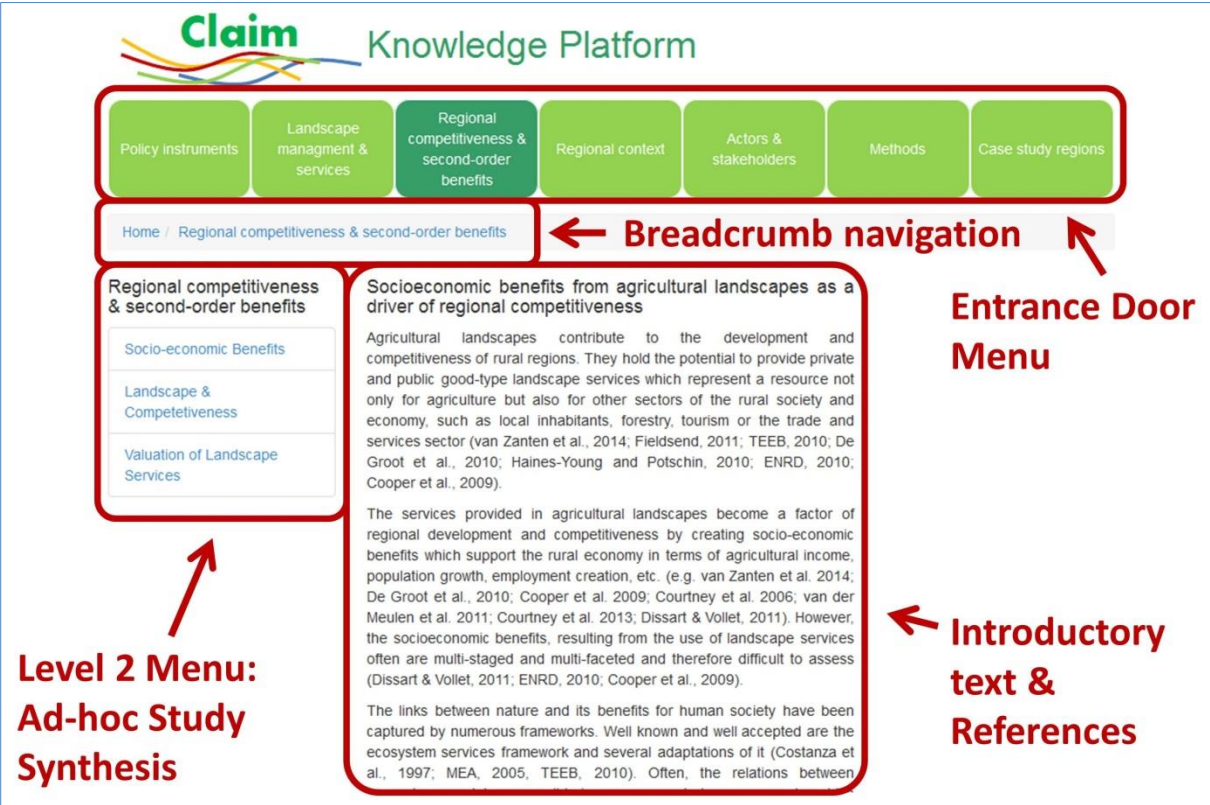 Claim
Knowledge Platform
Policy instruments
Landscape
managment &
services
Regional
competitiveness &
second-order
benefits
Regional context
Actors &
stakeholders
Methods
Case study regions
Home / Regional competitiveness & second-order benefits
Breadcrumb navigation
Entrance Door
Menu
Regional competitiveness
& second-order benefits
Socio-economic Benefits
Landscape &
Competetiveness
Valuation of Landscape
Services
Socioeconomic benefits from agricultural landscapes as a
driver of regional competitiveness
Agricultural landscapes contribute to the development and
competitiveness of rural regions. They hold the potential to provide private
and public good-type landscape services which represent a resource not
only for agriculture but also for other sectors of the rural society and
economy, such as local inhabitants, forestry, tourism or the trade and
services sector (van Zanten et al., 2014; Fieldsend, 2011; TEEB, 2010; De
Groot et al., 2010; Haines-Young and Potschin, 2010; ENRD, 2010;
Cooper et al., 2009).
The services provided in agricultural landscapes become a factor of
regional development and competitiveness by creating socio-economic
benefits which support the rural economy in terms of agricultural income,
population growth, employment creation, etc. (e.g. van Zanten et al. 2014;
De Groot et al., 2010; Cooper et al. 2009; Courtney et al. 2006; van der
Meulen et al. 2011; Courtney et al. 2013; Dissart & Vollet, 2011). However,
the socioeconomic benefits, resulting from the use of landscape services
often are multi-staged and multi-faceted and therefore difficult to assess
(Dissart & Vollet, 2011; ENRD, 2010; Cooper et al., 2009).
The links between nature and its benefits for human society have been
captured by numerous frameworks. Well known and well accepted are the
ecosystem services framework and several adaptations of it (Costanza et
al., 1997; MEA, 2005, TEEB, 2010). Often, the relations between
Level 2 Menu:
Ad-hoc Study
Synthesis
Introductory
text &
References